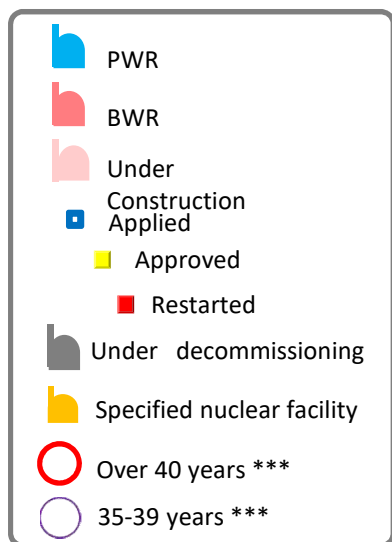 PWR
BWR
Under
Construction
Applied
Approved
Restarted
Under decommissioning
Specified nuclear facility
Over 40 years ***
35-39 years ***